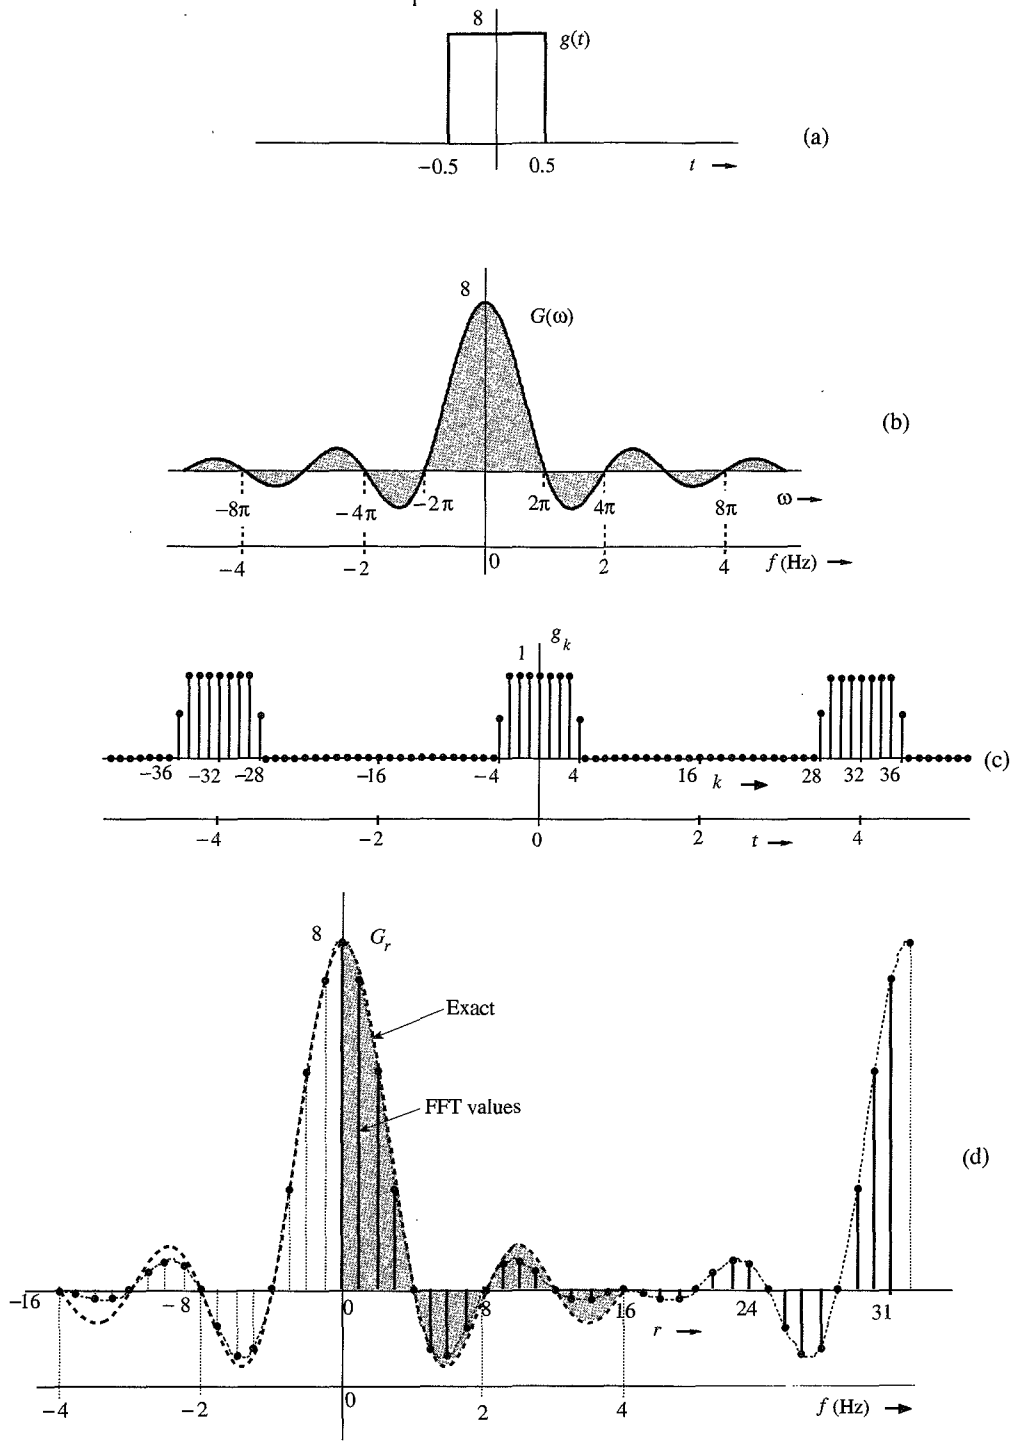 8
g(t)
(a)
−0.5 0.5 t
8
G(ω)
(b)
−8π −4π −2π 2π 4π 8π ω
−4 −2 0 2 4 f (Hz)
g_k
1
−36 −32 −28 −16 −4 4 16 k 28 32 36 (c)
−4 −2 0 2 t 4
8 G_r
Exact
FFT values
(d)
−16 −8 0 8 16 24 31
r
−4 −2 0 2 4 f (Hz)